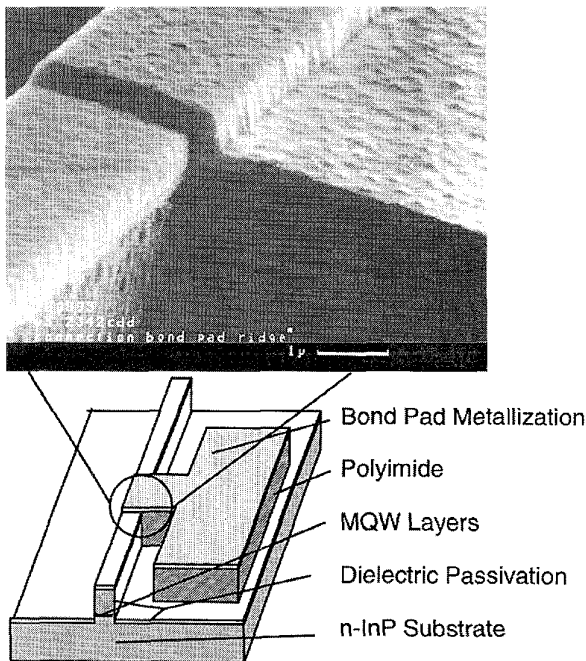 bond pad ridge"
1µ
Bond Pad Metallization
Polyimide
MQW Layers
Dielectric Passivation
n-InP Substrate